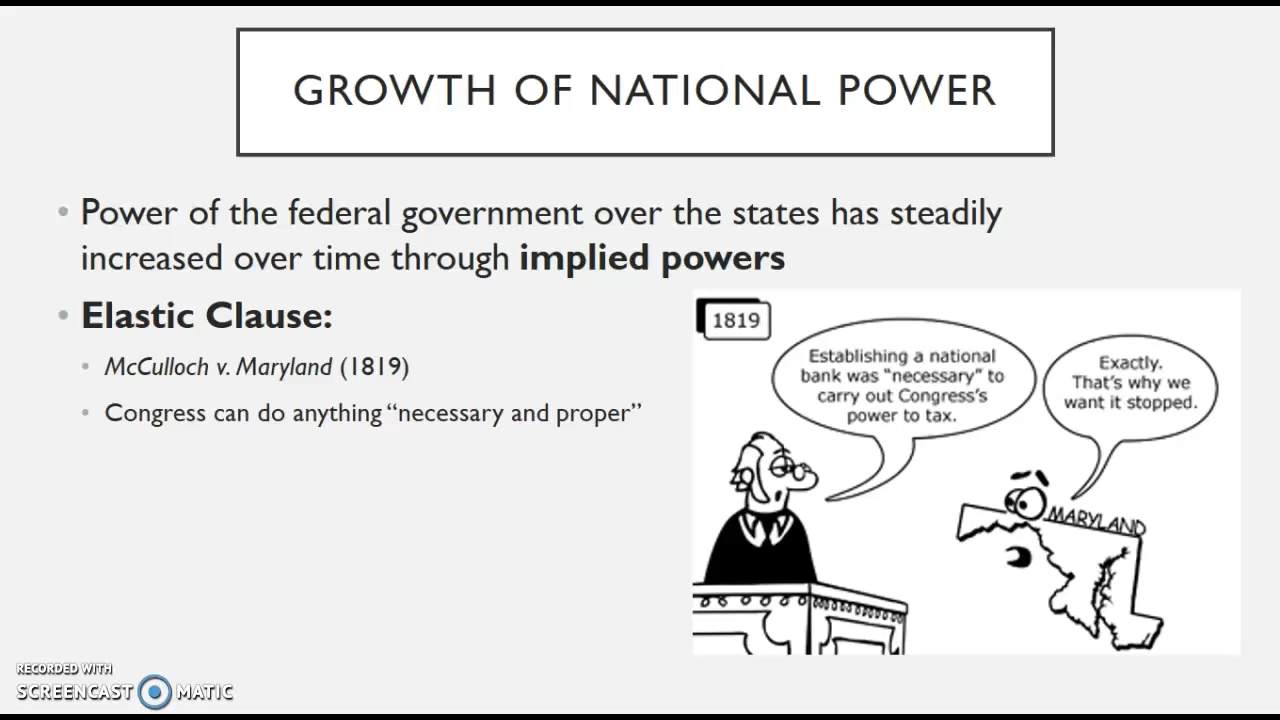 GROWTH OF NATIONAL POWER
• Power of the federal government over the states has steadily
increased over time through implied powers
• Elastic Clause:
• McCulloch v. Maryland (1819)
• Congress can do anything “necessary and proper”
1819
Establishing a national
bank was “necessary” to
carry out Congress’s
power to tax.
Exactly.
That’s why we
want it stopped.
MARYLAND
RECORDED WITH
SCREENCAST MATIC